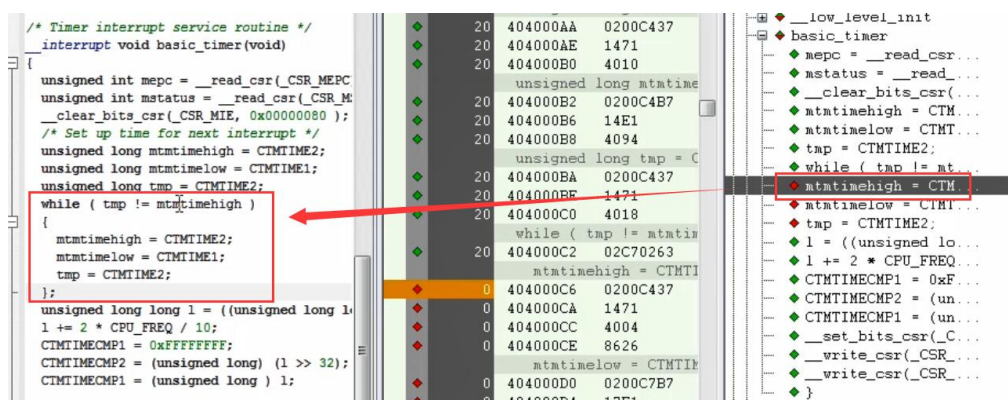 /* Timer interrupt service routine */
__interrupt void basic_timer(void)
{
unsigned int mepc = __read_csr(_CSR_MEPC
unsigned int mstatus = __read_csr(_CSR_M
__clear_bits_csr(_CSR_MIE, 0x00000080 );
/* Set up time for next interrupt */
unsigned long mtmtimehigh = CTMTIME2;
unsigned long mtmtimelow = CTMTIME1;
unsigned long tmp = CTMTIME2;
while ( tmp != mtmtimehigh )
{
mtmtimehigh = CTMTIME2;
mtmtimelow = CTMTIME1;
tmp = CTMTIME2;
};
unsigned long long l = ((unsigned long l
l += 2 * CPU_FREQ / 10;
CTMTIMECMP1 = 0xFFFFFFFF;
CTMTIMECMP2 = (unsigned long) (l >> 32);
CTMTIMECMP1 = (unsigned long ) l;
20 404000AA 0200C437
20 404000AE 1471
20 404000B0 4010
unsigned long mtmtime
20 404000B2 0200C4B7
20 404000B6 14E1
20 404000B8 4094
unsigned long tmp = C
20 404000BA 0200C437
20 404000BE 1471
20 404000C0 4018
while ( tmp != mtmtim
20 404000C2 02C70263
mtmtimehigh = CTMTI
0 404000C6 0200C437
0 404000CA 1471
0 404000CC 4004
0 404000CE 8626
mtmtimelow = CTMTIM
0 404000D0 0200C7B7
__low_level_init
basic_timer
mepc = __read_csr...
mstatus = __read_...
__clear_bits_csr(...
mtmtimehigh = CTM...
mtmtimelow = CTMT...
tmp = CTMTIME2;
while ( tmp != mt...
mtmtimehigh = CTM...
mtmtimelow = CTMT...
tmp = CTMTIME2;
l = ((unsigned lo...
l += 2 * CPU_FREQ...
CTMTIMECMP1 = 0xF...
CTMTIMECMP2 = (un...
CTMTIMECMP1 = (un...
__set_bits_csr(_C...
__write_csr(_CSR_...
__write_csr(_CSR_...
}